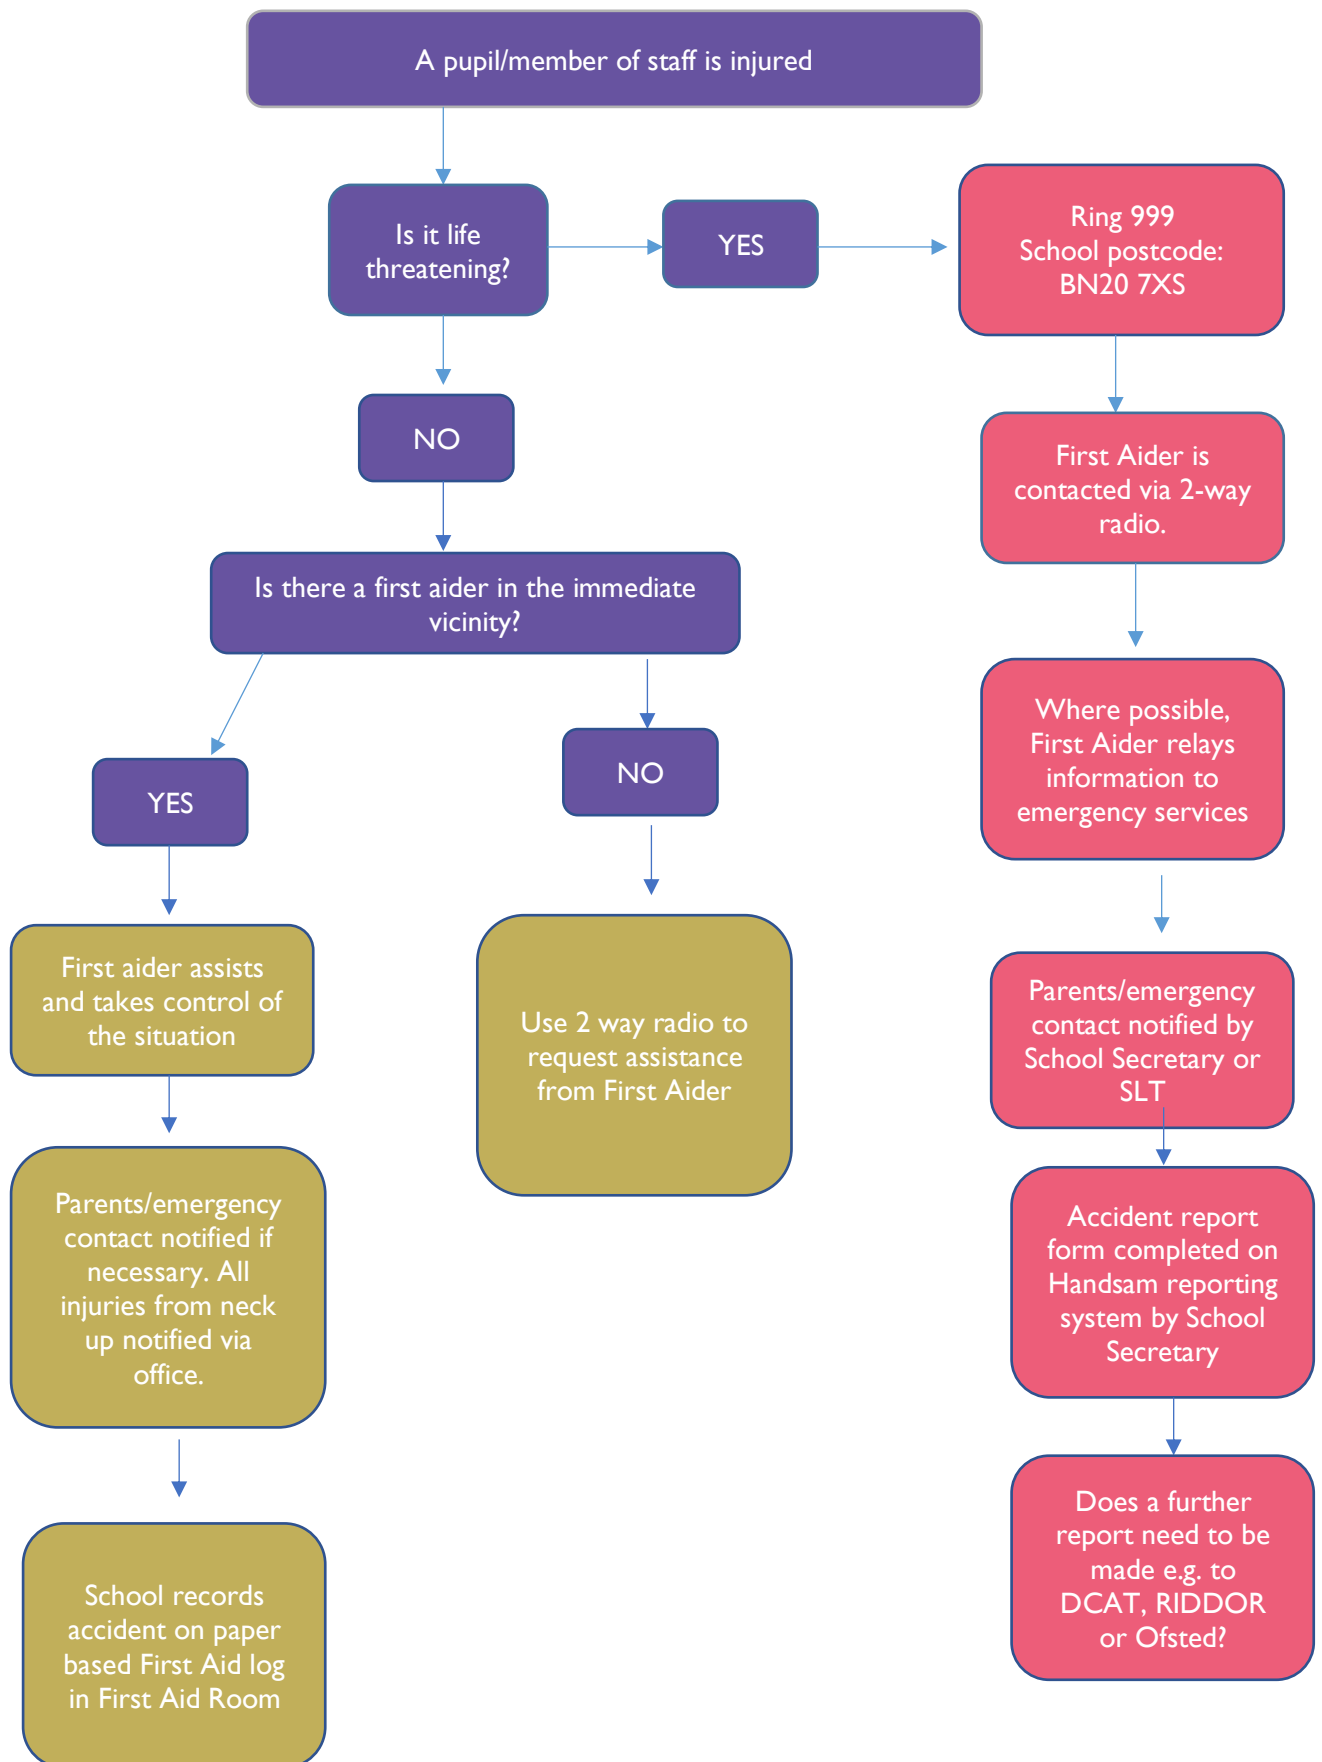 A pupil/member of staff is injured
Is it life
threatening?
YES
Ring 999
School postcode:
BN20 7XS
NO
First Aider is
contacted via 2-way
radio.
Is there a first aider in the immediate
vicinity?
Where possible,
First Aider relays
information to
emergency services
YES
NO
First aider assists
and takes control of
the situation
Use 2 way radio to
request assistance
from First Aider
Parents/emergency
contact notified by
School Secretary or
SLT
Parents/emergency
contact notified if
necessary. All
injuries from neck
up notified via
office.
Accident report
form completed on
Handsam reporting
system by School
Secretary
School records
accident on paper
based First Aid log
in First Aid Room
Does a further
report need to be
made e.g. to
DCAT, RIDDOR
or Ofsted?